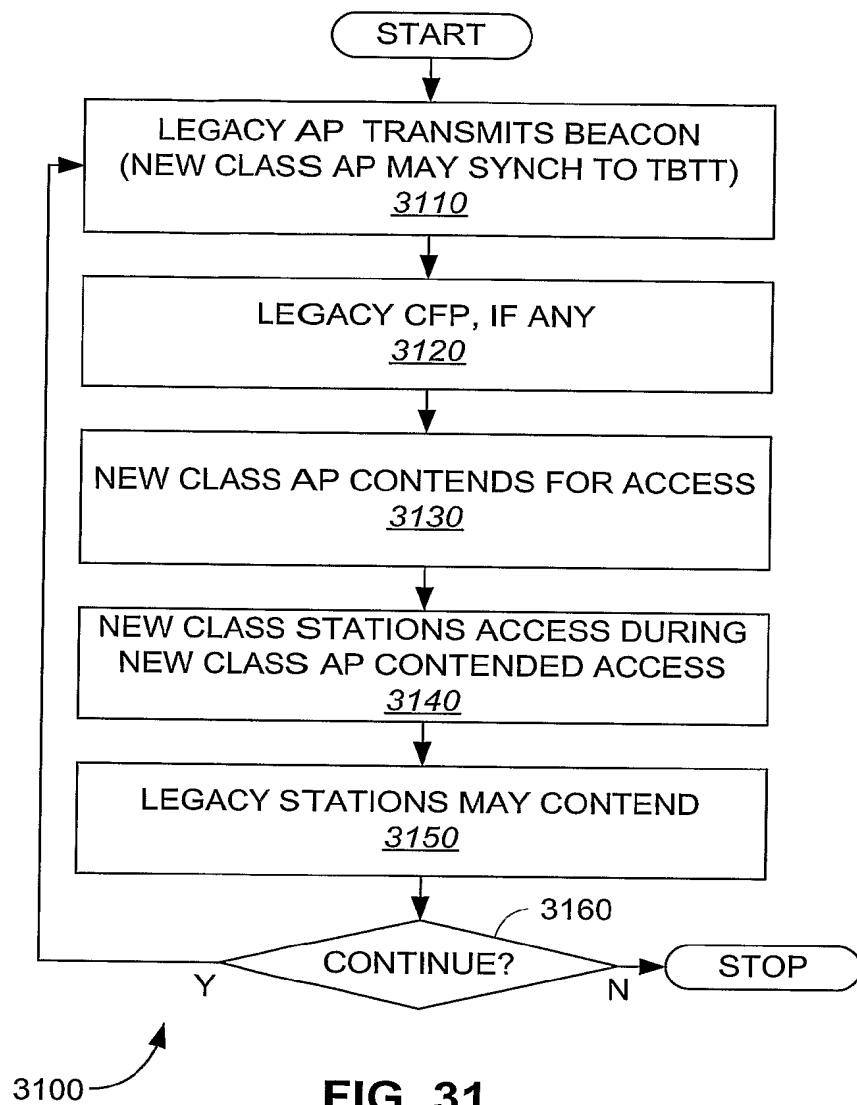 START
LEGACY AP TRANSMITS BEACON
(NEW CLASS AP MAY SYNCH TO TBTT)
3110
LEGACY CFP, IF ANY
3120
NEW CLASS AP CONTENDS FOR ACCESS
3130
NEW CLASS STATIONS ACCESS DURING
NEW CLASS AP CONTENDED ACCESS
3140
LEGACY STATIONS MAY CONTEND
3150
3160
CONTINUE?
Y
N
STOP
3100
FIG. 31